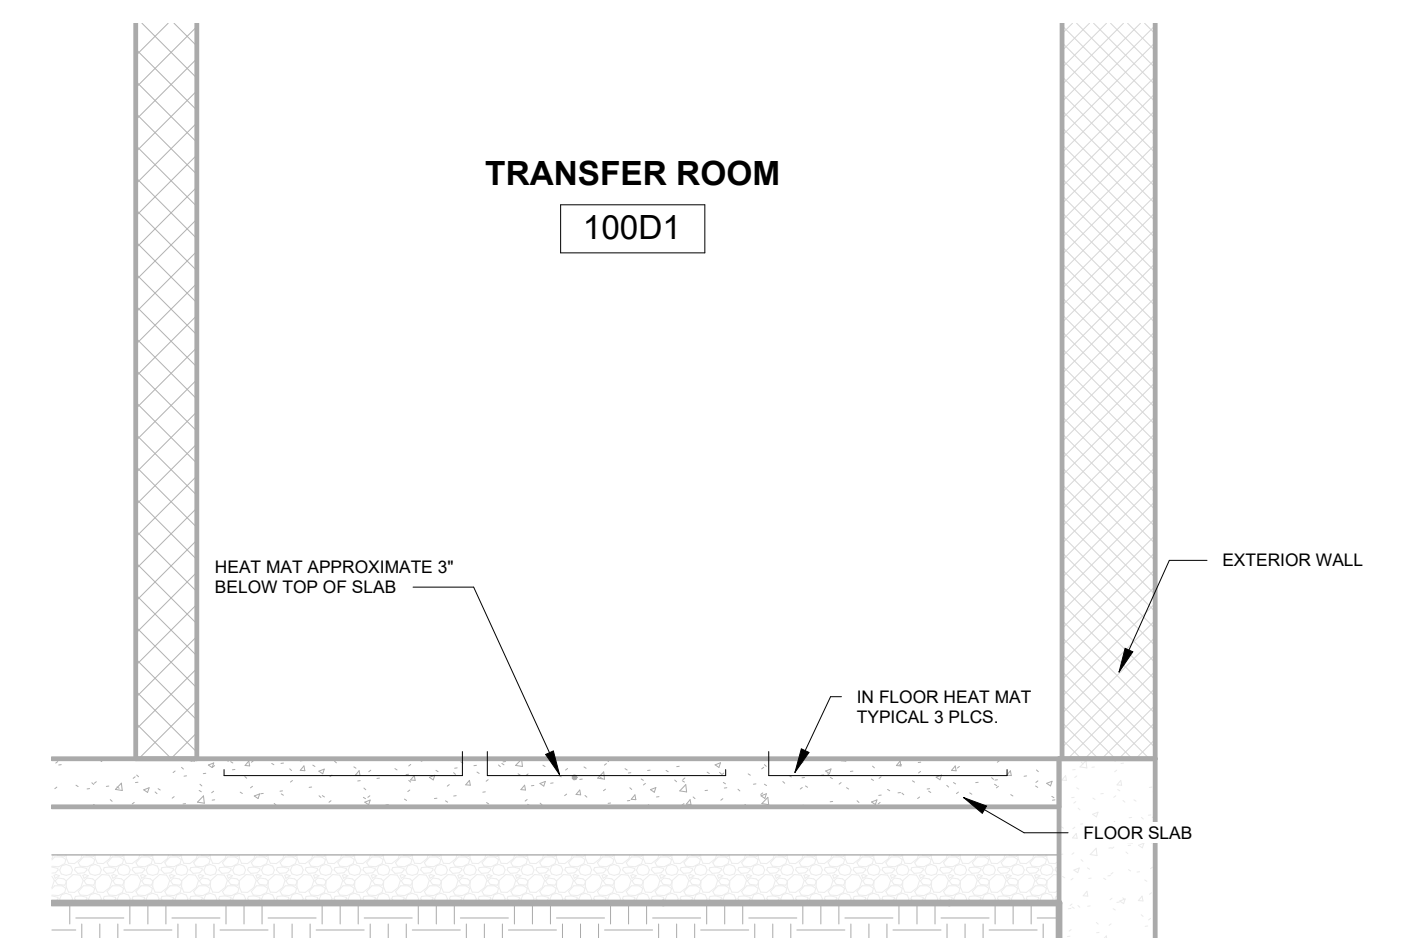 TRANSFER ROOM
100D1
HEAT MAT APPROXIMATE 3"
BELOW TOP OF SLAB
EXTERIOR WALL
IN FLOOR HEAT MAT
TYPICAL 3 PLCS.
FLOOR SLAB